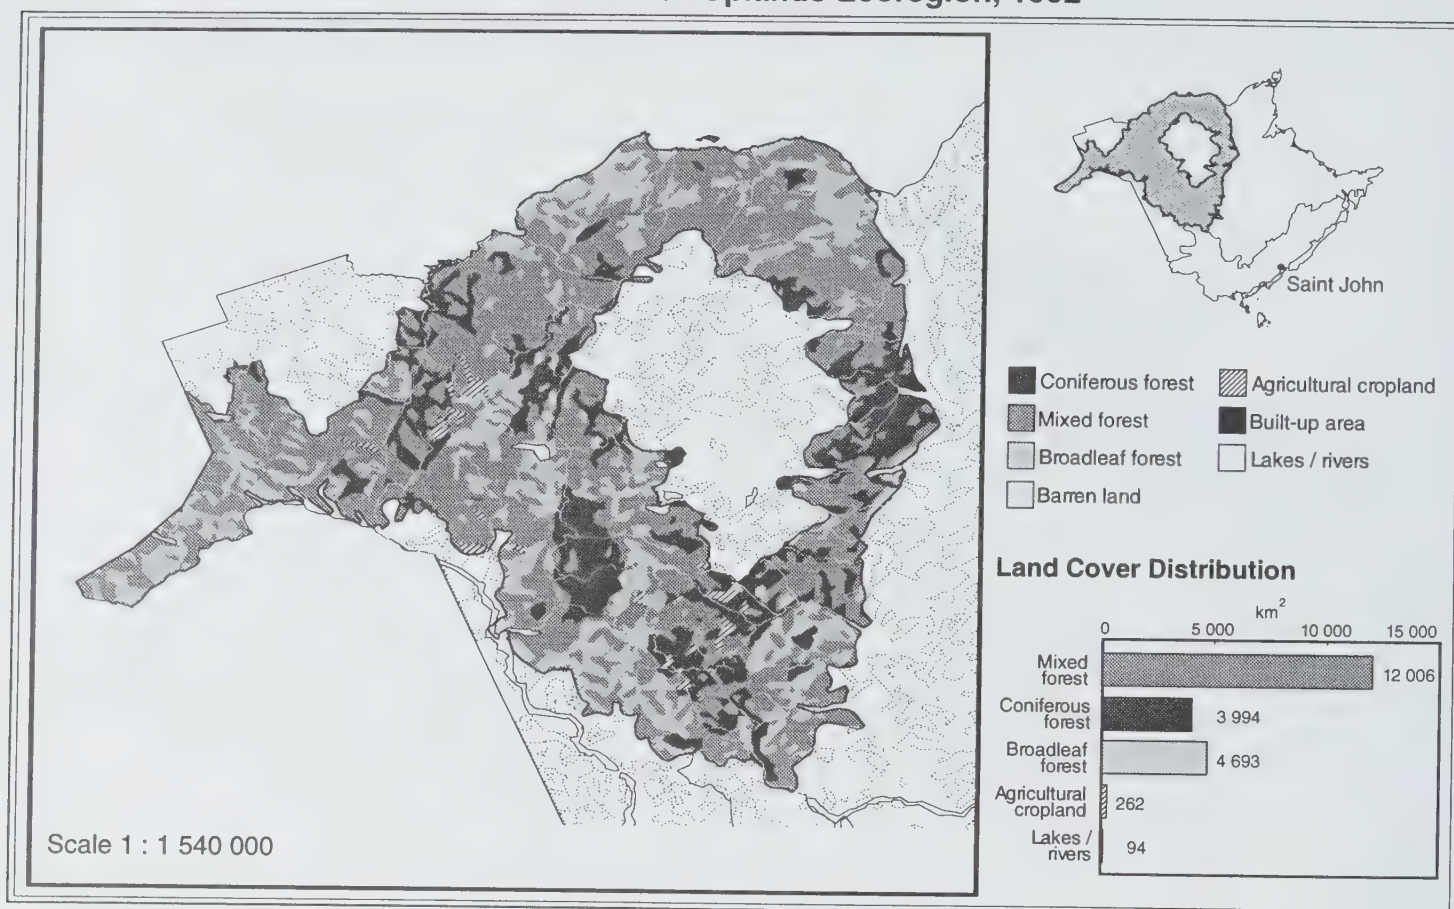 Uplands Ecoregion,
Saint John
Coniferous forest
Mixed forest
Broadleaf forest
Barren land
Agricultural cropland
Built-up area
Lakes / rivers
Land Cover Distribution
km²
0 5 000 10 000 15 000
Mixed
forest
12 006
Coniferous
forest
3 994
Broadleaf
forest
4 693
Agricultural
cropland
262
Lakes /
rivers
94
Scale 1 : 1 540 000